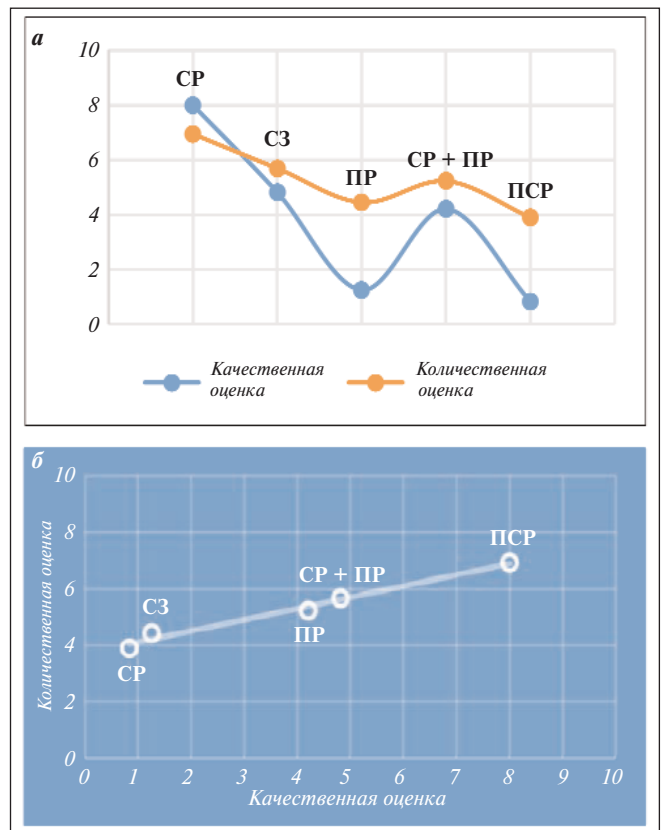 а
10
8
6
4
2
0
СР
СЗ
ПР
СР + ПР
ПСР
Качественная
оценка
Количественная
оценка
б
10
8
6
4
2
0
Количественная оценка
СР
СЗ
ПР
СР + ПР
ПСР
0 1 2 3 4 5 6 7 8 9 10
Качественная оценка